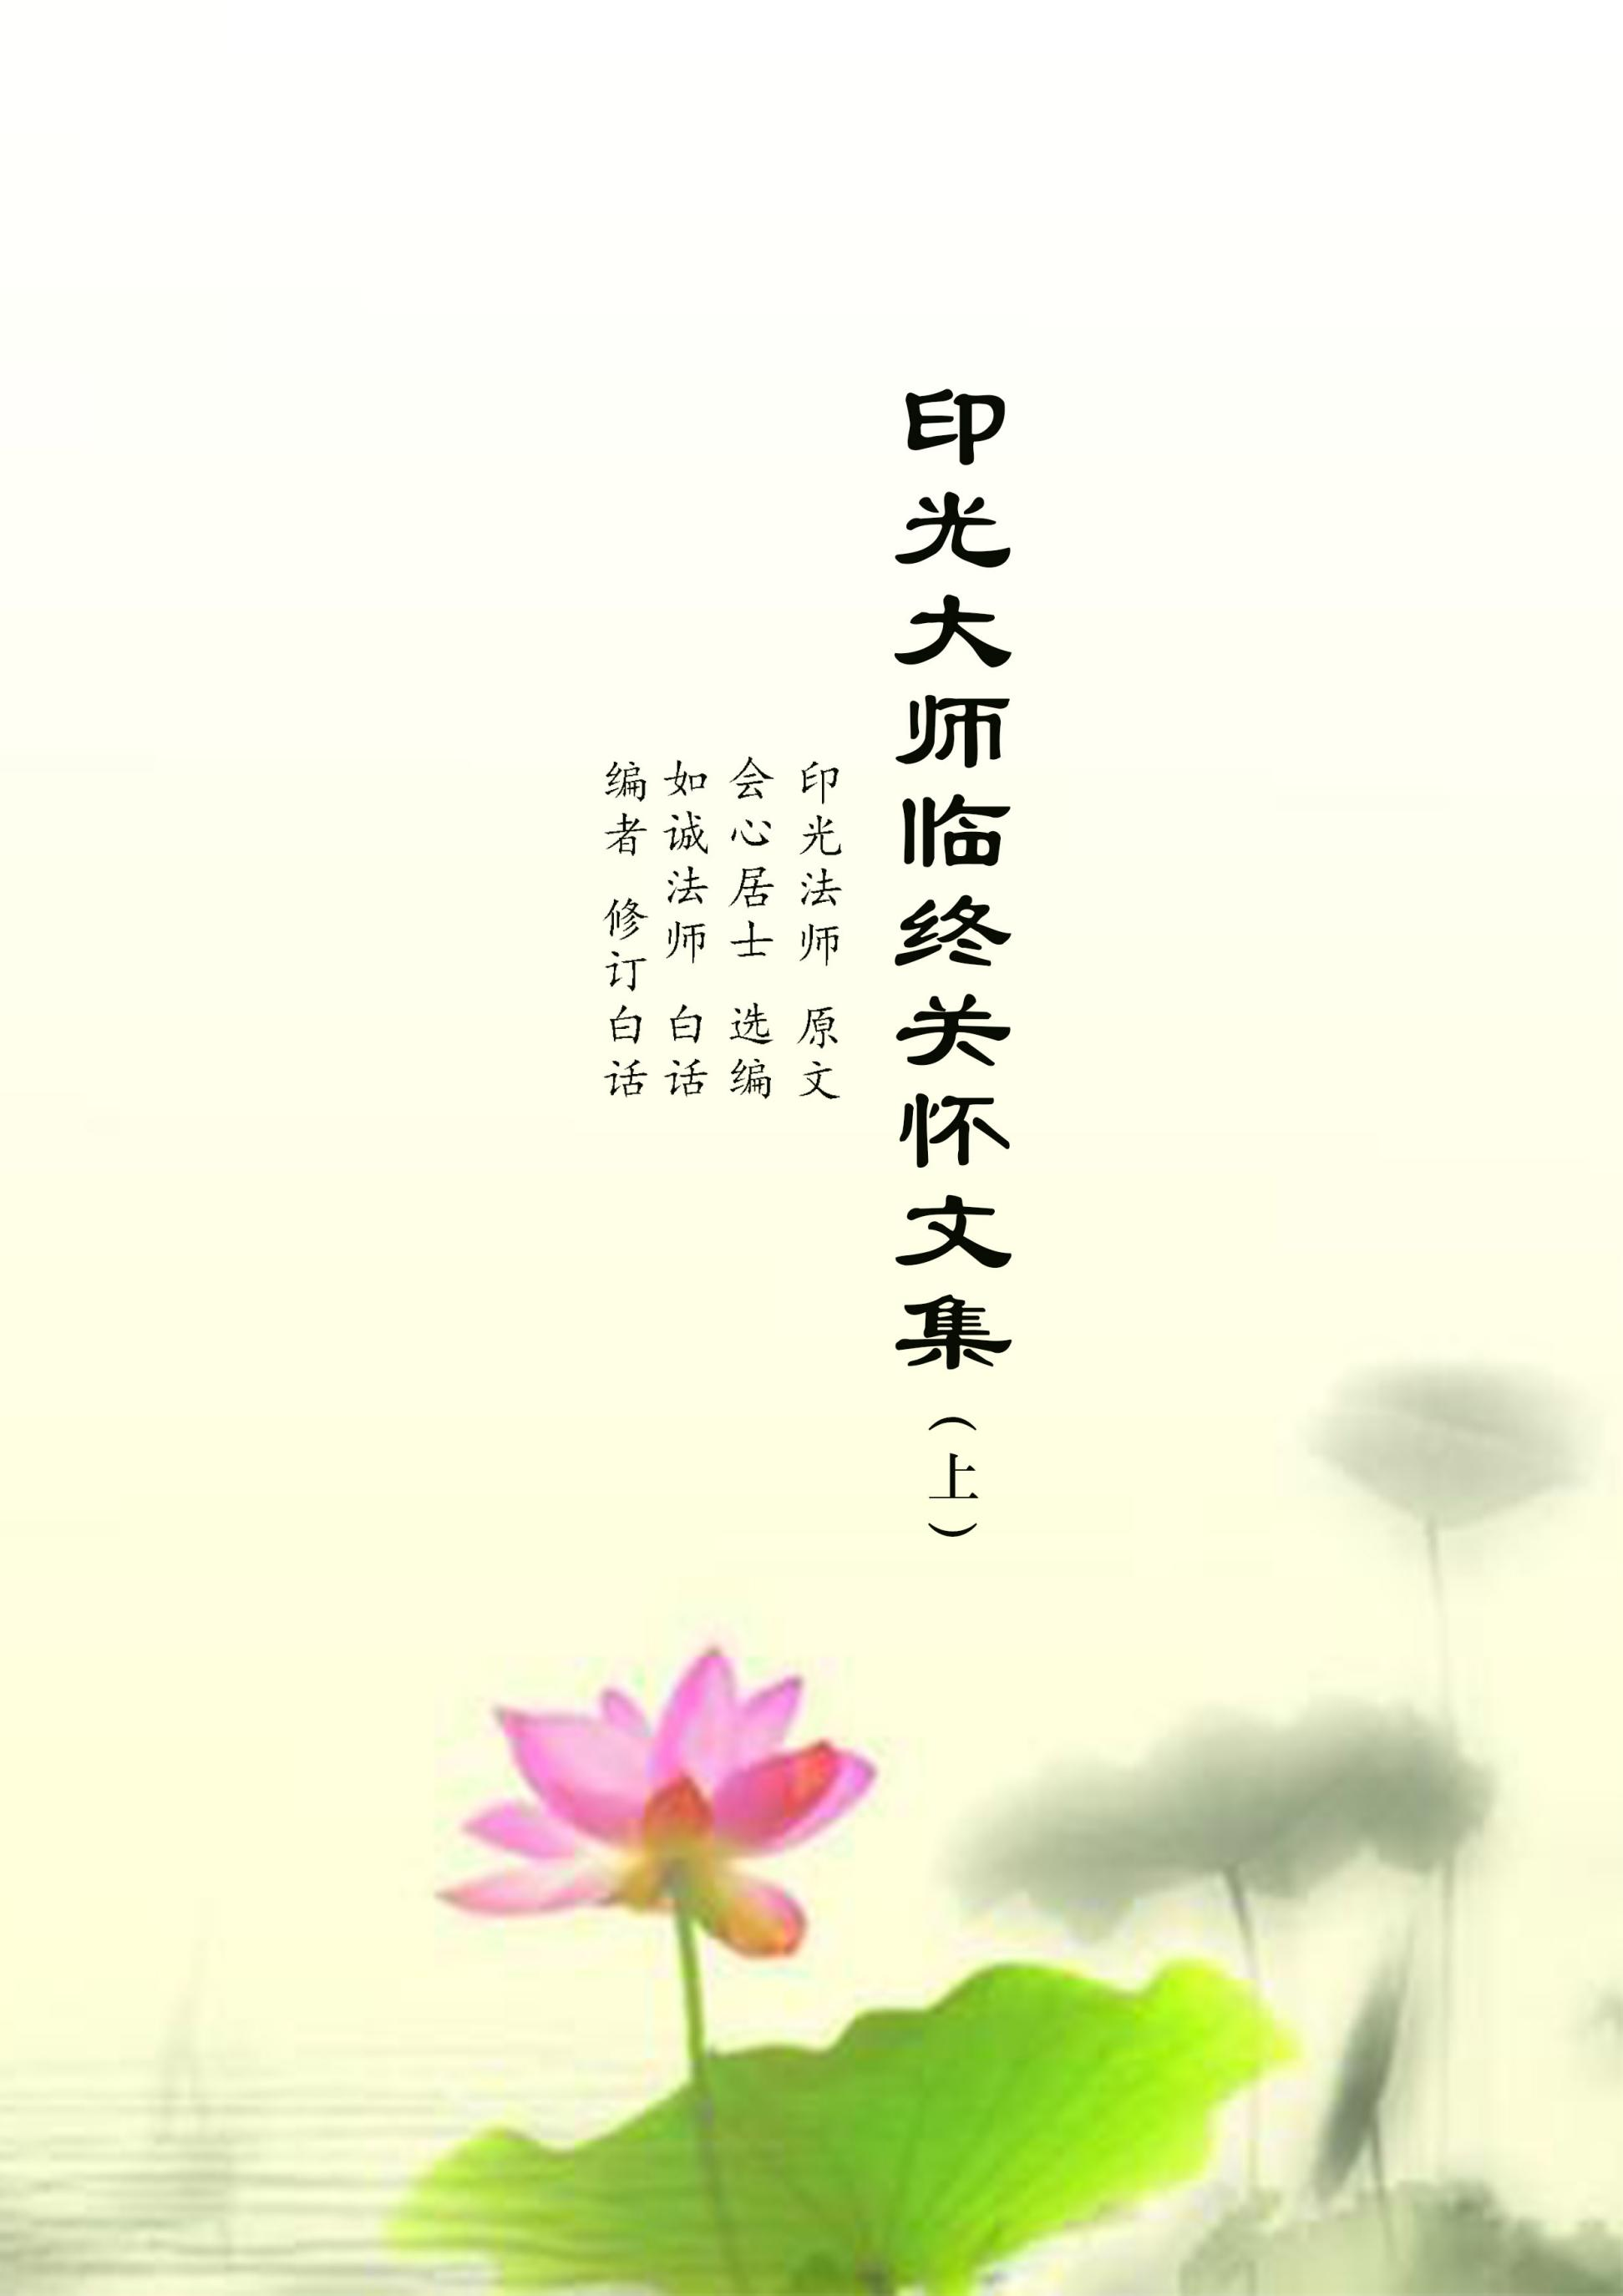 印光大师临终关怀文集（上）
印光法师 原文
会心居士 选编
如诚法师 白话
编者 修订白话